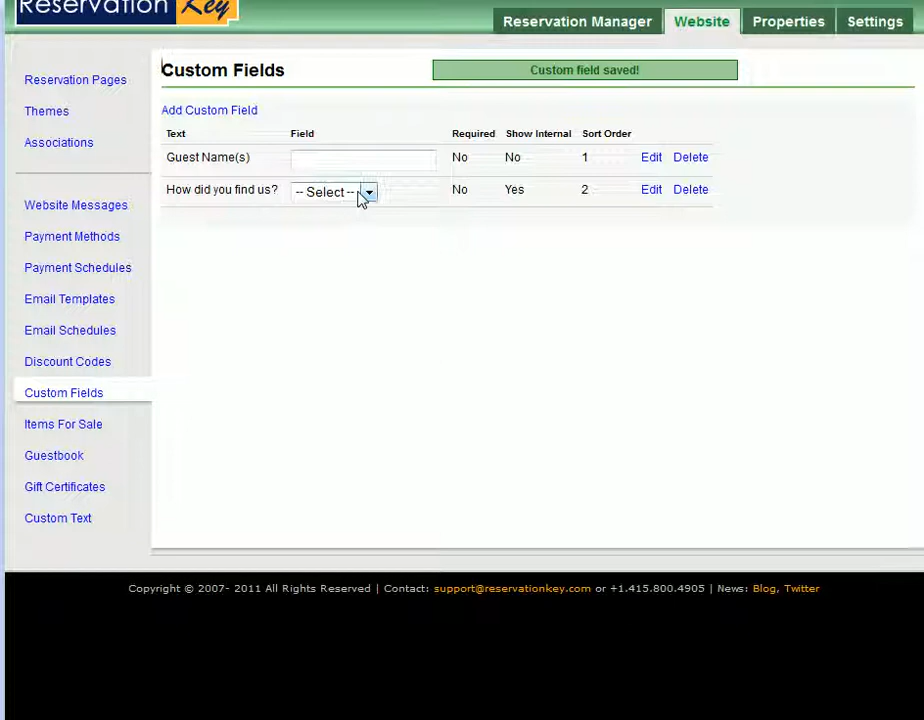 Reservation Key
Reservation Manager Website Properties Settings
Custom Fields
Custom field saved!
Reservation Pages
Themes
Associations
Website Messages
Payment Methods
Payment Schedules
Email Templates
Email Schedules
Discount Codes
Custom Fields
Items For Sale
Guestbook
Gift Certificates
Custom Text
Add Custom Field
Text Field Required Show Internal Sort Order
Guest Name(s) No No 1 Edit Delete
How did you find us? -- Select -- No Yes 2 Edit Delete
Copyright © 2007- 2011 All Rights Reserved | Contact: support@reservationkey.com or +1.415.800.4905 | News: Blog, Twitter